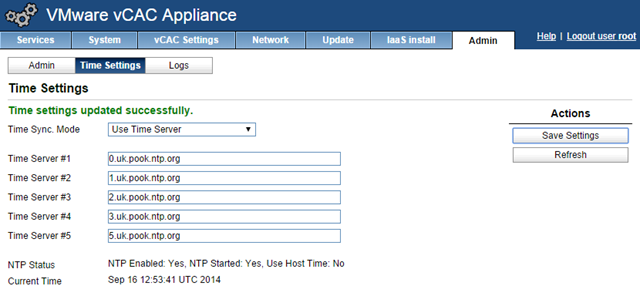 VMware vCAC Appliance
Services System vCAC Settings Network Update IaaS install Admin Help | Logout user root
Admin Time Settings Logs
Time Settings
Time settings updated successfully.
Actions
Time Sync. Mode Use Time Server
Save Settings
Refresh
Time Server #1 0.uk.pook.ntp.org
Time Server #2 1.uk.pook.ntp.org
Time Server #3 2.uk.pook.ntp.org
Time Server #4 3.uk.pook.ntp.org
Time Server #5 5.uk.pook.ntp.org
NTP Status NTP Enabled: Yes, NTP Started: Yes, Use Host Time: No
Current Time Sep 16 12:53:41 UTC 2014